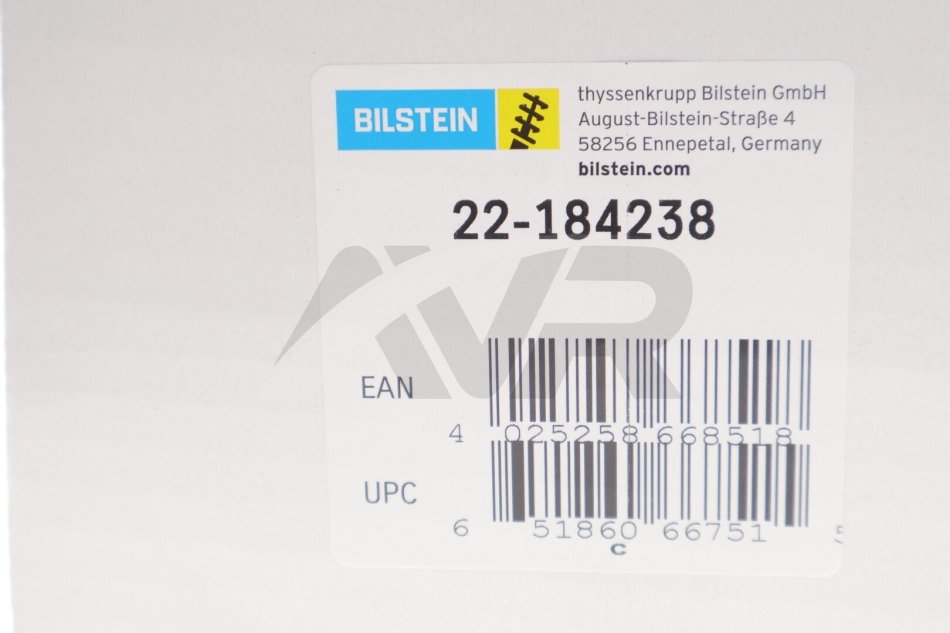 BILSTEIN
thyssenkrupp Bilstein GmbH
August-Bilstein-Straße 4
58256 Ennepetal, Germany
bilstein.com
22-184238
IVR
EAN
4 025258 668518
UPC
6 51860 66751 5
C